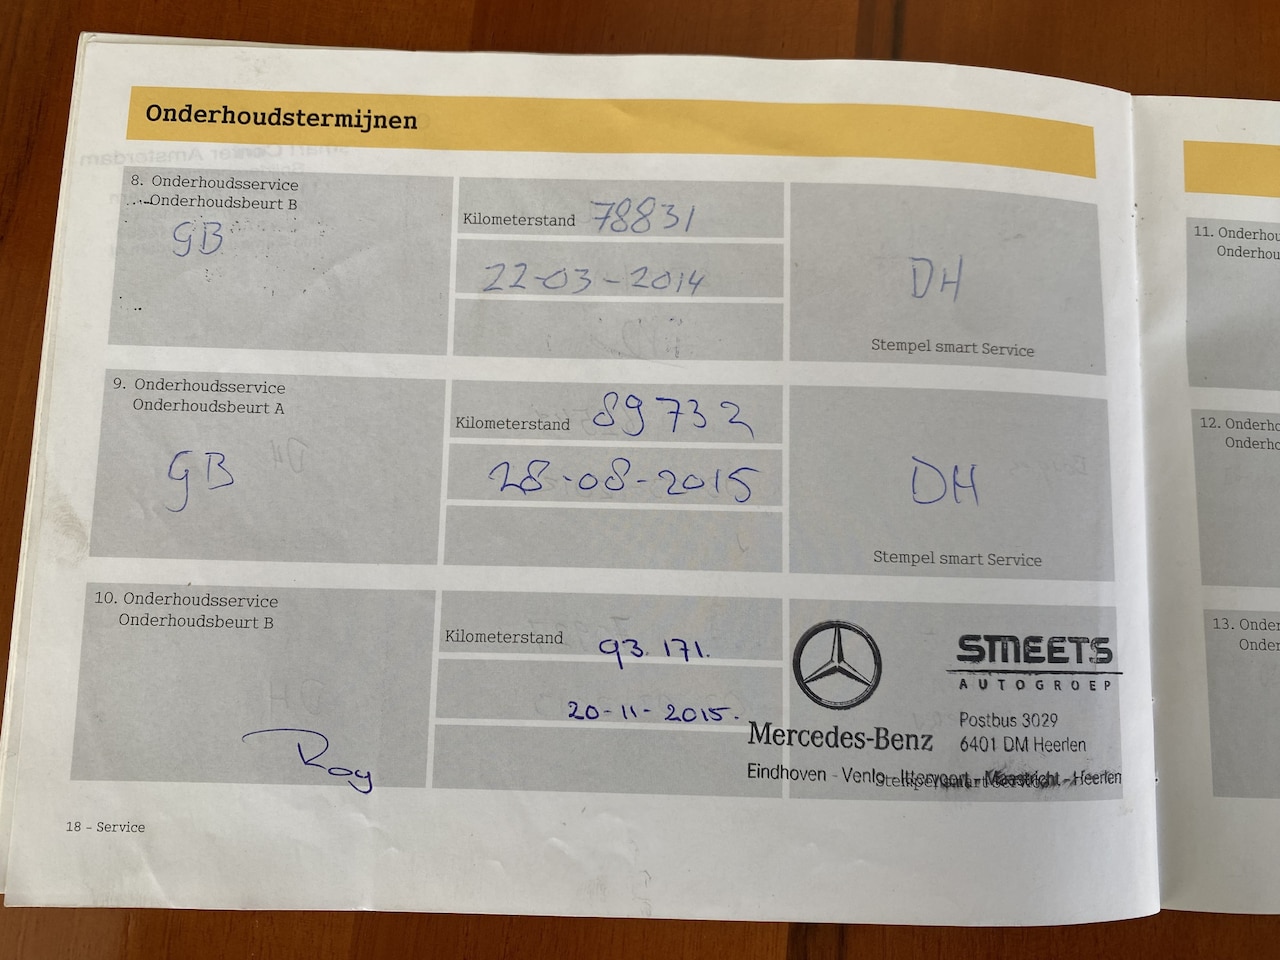 Onderhoudstermijnen
8. Onderhoudsservice
Onderhoudsbeurt B
GB
Kilometerstand 78831
22-03-2014
DH
Stempel smart Service
9. Onderhoudsservice
Onderhoudsbeurt A
GB
Kilometerstand 89732
28-08-2015
DH
Stempel smart Service
10. Onderhoudsservice
Onderhoudsbeurt B
Roy
Kilometerstand 93.171.
20-11-2015.
Mercedes-Benz
SMEETS
AUTOGROEP
Postbus 3029
6401 DM Heerlen
Eindhoven - Venlo - Ittervoort - Maastricht - Heerlen
18 - Service
11. Onderhou
Onderhou
12. Onderho
Onderho
13. Onder
Onder